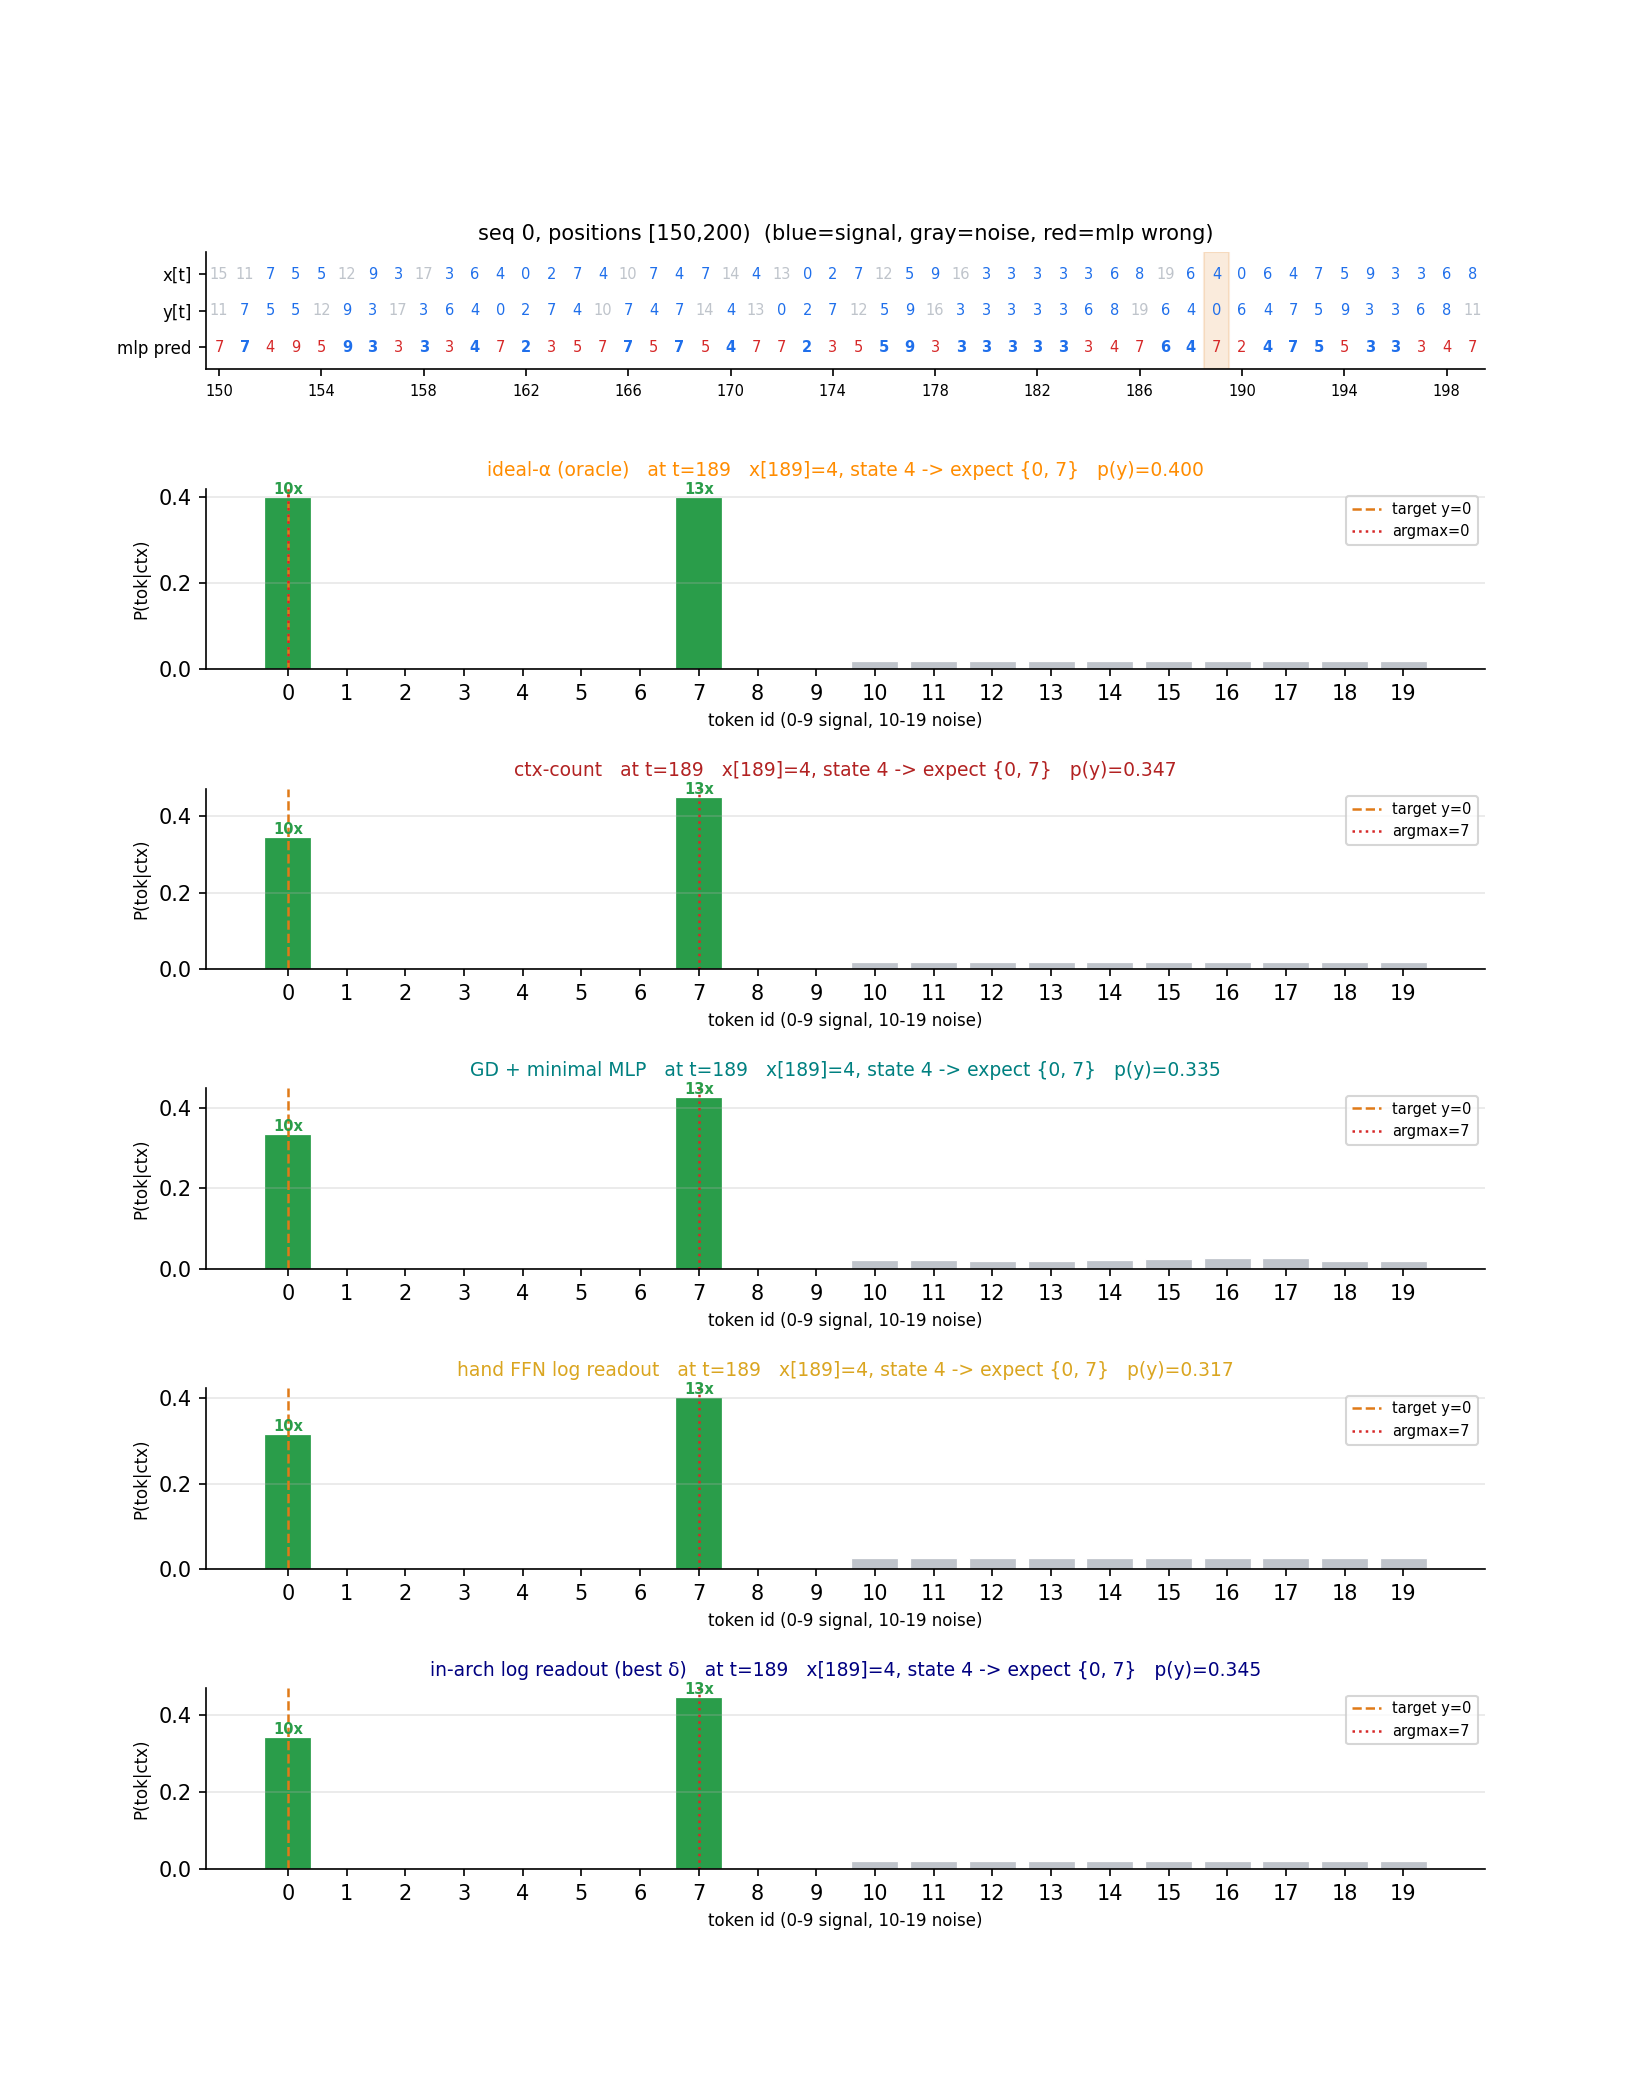 seq 0, positions [150,200)  (blue=signal, gray=noise, red=mlp wrong)
x[t] 15 11 7 5 5 12 9 3 17 3 6 4 0 2 7 4 10 7 4 7 14 4 13 0 2 7 12 5 9 16 3 3 3 3 3 6 8 19 6 4 0 6 4 7 5 9 3 3 6 8
y[t] 11 7 5 5 12 9 3 17 3 6 4 0 2 7 4 10 7 4 7 14 4 13 0 2 7 12 5 9 16 3 3 3 3 3 6 8 19 6 4 0 6 4 7 5 9 3 3 6 8 11
mlp pred 7 7 4 9 5 9 3 3 3 3 4 7 2 3 5 7 7 5 7 5 4 7 7 2 3 5 5 9 3 3 3 3 3 3 3 4 7 6 4 7 2 4 7 5 5 3 3 3 4 7
150 154 158 162 166 170 174 178 182 186 190 194 198
ideal-α (oracle)   at t=189   x[189]=4, state 4 -> expect {0, 7}   p(y)=0.400
10x 13x
target y=0
argmax=0
P(tok|ctx)
0.4
0.2
0.0
0 1 2 3 4 5 6 7 8 9 10 11 12 13 14 15 16 17 18 19
token id (0-9 signal, 10-19 noise)
ctx-count   at t=189   x[189]=4, state 4 -> expect {0, 7}   p(y)=0.347
13x
10x
target y=0
argmax=7
P(tok|ctx)
0.4
0.2
0.0
0 1 2 3 4 5 6 7 8 9 10 11 12 13 14 15 16 17 18 19
token id (0-9 signal, 10-19 noise)
GD + minimal MLP   at t=189   x[189]=4, state 4 -> expect {0, 7}   p(y)=0.335
13x
10x
target y=0
argmax=7
P(tok|ctx)
0.4
0.2
0.0
0 1 2 3 4 5 6 7 8 9 10 11 12 13 14 15 16 17 18 19
token id (0-9 signal, 10-19 noise)
hand FFN log readout   at t=189   x[189]=4, state 4 -> expect {0, 7}   p(y)=0.317
13x
10x
target y=0
argmax=7
P(tok|ctx)
0.4
0.2
0.0
0 1 2 3 4 5 6 7 8 9 10 11 12 13 14 15 16 17 18 19
token id (0-9 signal, 10-19 noise)
in-arch log readout (best δ)   at t=189   x[189]=4, state 4 -> expect {0, 7}   p(y)=0.345
13x
10x
target y=0
argmax=7
P(tok|ctx)
0.4
0.2
0.0
0 1 2 3 4 5 6 7 8 9 10 11 12 13 14 15 16 17 18 19
token id (0-9 signal, 10-19 noise)